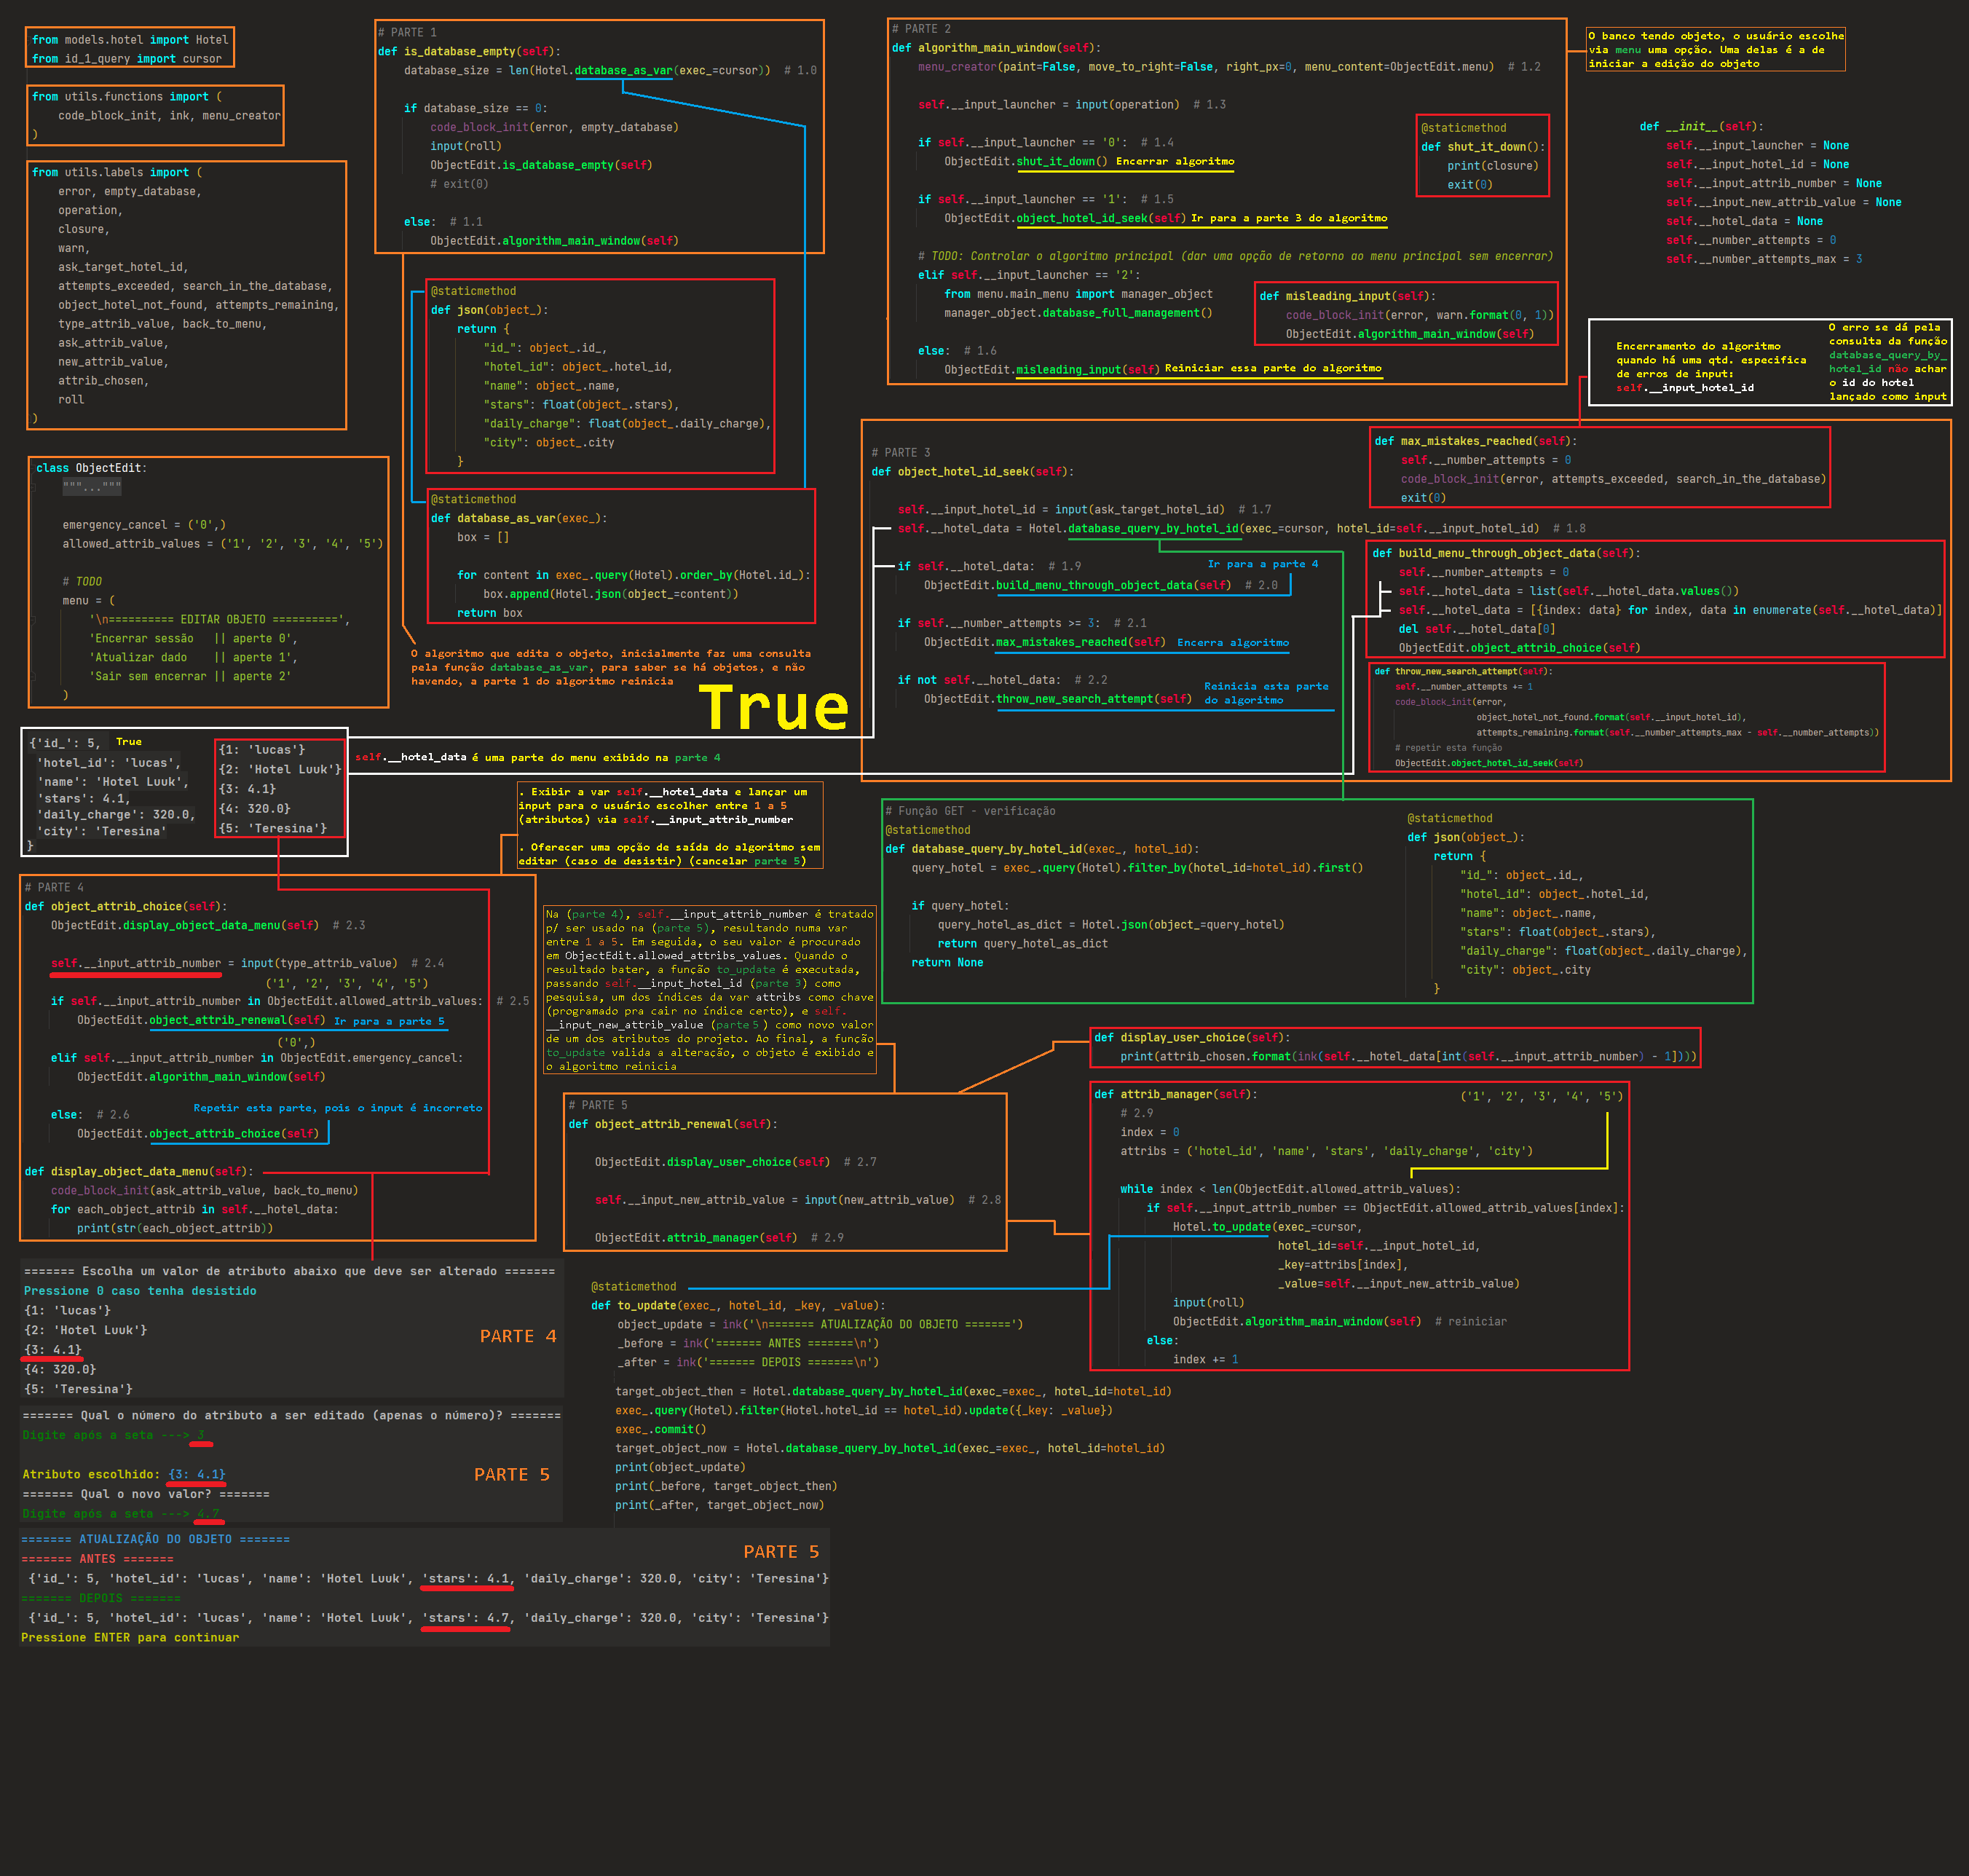 from models.hotel import Hotel
from id_1_query import cursor
from utils.functions import (
code_block_init, ink, menu_creator
)
from utils.labels import (
error, empty_database,
operation,
closure,
warn,
ask_target_hotel_id,
attempts_exceeded, search_in_the_database,
object_hotel_not_found, attempts_remaining,
type_attrib_value, back_to_menu,
ask_attrib_value,
new_attrib_value,
attrib_chosen,
roll
)
class ObjectEdit:
"""..."""
emergency_cancel = ('0',)
allowed_attrib_values = ('1', '2', '3', '4', '5')
# TODO
menu = (
'\n========== EDITAR OBJETO ==========',
'Encerrar sessão   || aperte 0',
'Atualizar dado    || aperte 1',
'Sair sem encerrar || aperte 2'
)
# PARTE 1
def is_database_empty(self):
database_size = len(Hotel.database_as_var(exec_=cursor))  # 1.0
if database_size == 0:
code_block_init(error, empty_database)
input(roll)
ObjectEdit.is_database_empty(self)
# exit(0)
else:  # 1.1
ObjectEdit.algorithm_main_window(self)
@staticmethod
def json(object_):
return {
"id_": object_.id_,
"hotel_id": object_.hotel_id,
"name": object_.name,
"stars": float(object_.stars),
"daily_charge": float(object_.daily_charge),
"city": object_.city
}
@staticmethod
def database_as_var(exec_):
box = []
for content in exec_.query(Hotel).order_by(Hotel.id_):
box.append(Hotel.json(object_=content))
return box
O algoritmo que edita o objeto, inicialmente faz uma consulta
pela função database_as_var, para saber se há objetos, e não
havendo, a parte 1 do algoritmo reinicia
True
# PARTE 2
def algorithm_main_window(self):
menu_creator(paint=False, move_to_right=False, right_px=0, menu_content=ObjectEdit.menu)  # 1.2
self.__input_launcher = input(operation)  # 1.3
if self.__input_launcher == '0':  # 1.4
ObjectEdit.shut_it_down() Encerrar algoritmo
if self.__input_launcher == '1':  # 1.5
ObjectEdit.object_hotel_id_seek(self) Ir para a parte 3 do algoritmo
# TODO: Controlar o algoritmo principal (dar uma opção de retorno ao menu principal sem encerrar)
elif self.__input_launcher == '2':
from menu.main_menu import manager_object
manager_object.database_full_management()
else:  # 1.6
ObjectEdit.misleading_input(self) Reiniciar essa parte do algoritmo
@staticmethod
def shut_it_down():
print(closure)
exit(0)
def misleading_input(self):
code_block_init(error, warn.format(0, 1))
ObjectEdit.algorithm_main_window(self)
O banco tendo objeto, o usuário escolhe
via menu uma opção. Uma delas é a de
iniciar a edição do objeto
def __init__(self):
self.__input_launcher = None
self.__input_hotel_id = None
self.__input_attrib_number = None
self.__input_new_attrib_value = None
self.__hotel_data = None
self.__number_attempts = 0
self.__number_attempts_max = 3
Encerramento do algoritmo
quando há uma qtd. especifica
de erros de input:
self.__input_hotel_id
O erro se dá pela
consulta da função
database_query_by_
hotel_id não achar
o id do hotel
lançado como input
# PARTE 3
def object_hotel_id_seek(self):
self.__input_hotel_id = input(ask_target_hotel_id)  # 1.7
self.__hotel_data = Hotel.database_query_by_hotel_id(exec_=cursor, hotel_id=self.__input_hotel_id)  # 1.8
if self.__hotel_data:  # 1.9
Ir para a parte 4
ObjectEdit.build_menu_through_object_data(self)  # 2.0
if self.__number_attempts >= 3:  # 2.1
ObjectEdit.max_mistakes_reached(self) Encerra algoritmo
if not self.__hotel_data:  # 2.2
ObjectEdit.throw_new_search_attempt(self)
Reinicia esta parte
do algoritmo
def max_mistakes_reached(self):
self.__number_attempts = 0
code_block_init(error, attempts_exceeded, search_in_the_database)
exit(0)
def build_menu_through_object_data(self):
self.__number_attempts = 0
self.__hotel_data = list(self.__hotel_data.values())
self.__hotel_data = [{index: data} for index, data in enumerate(self.__hotel_data)]
del self.__hotel_data[0]
ObjectEdit.object_attrib_choice(self)
def throw_new_search_attempt(self):
self.__number_attempts += 1
code_block_init(error,
object_hotel_not_found.format(self.__input_hotel_id),
attempts_remaining.format(self.__number_attempts_max - self.__number_attempts))
# repetir esta função
ObjectEdit.object_hotel_id_seek(self)
{'id_': 5, True
'hotel_id': 'lucas',
'name': 'Hotel Luuk',
'stars': 4.1,
'daily_charge': 320.0,
'city': 'Teresina'
}
{1: 'lucas'}
{2: 'Hotel Luuk'}
{3: 4.1}
{4: 320.0}
{5: 'Teresina'}
self.__hotel_data é uma parte do menu exibido na parte 4
. Exibir a var self.__hotel_data e lançar um
input para o usuário escolher entre 1 a 5
(atributos) via self.__input_attrib_number
. Oferecer uma opção de saída do algoritmo sem
editar (caso de desistir) (cancelar parte 5)
# Função GET - verificação
@staticmethod
def database_query_by_hotel_id(exec_, hotel_id):
query_hotel = exec_.query(Hotel).filter_by(hotel_id=hotel_id).first()
if query_hotel:
query_hotel_as_dict = Hotel.json(object_=query_hotel)
return query_hotel_as_dict
return None
@staticmethod
def json(object_):
return {
"id_": object_.id_,
"hotel_id": object_.hotel_id,
"name": object_.name,
"stars": float(object_.stars),
"daily_charge": float(object_.daily_charge),
"city": object_.city
}
# PARTE 4
def object_attrib_choice(self):
ObjectEdit.display_object_data_menu(self)  # 2.3
self.__input_attrib_number = input(type_attrib_value)  # 2.4
('1', '2', '3', '4', '5')
if self.__input_attrib_number in ObjectEdit.allowed_attrib_values:  # 2.5
ObjectEdit.object_attrib_renewal(self) Ir para a parte 5
('0',)
elif self.__input_attrib_number in ObjectEdit.emergency_cancel:
ObjectEdit.algorithm_main_window(self)
Repetir esta parte, pois o input é incorreto
else:  # 2.6
ObjectEdit.object_attrib_choice(self)
def display_object_data_menu(self):
code_block_init(ask_attrib_value, back_to_menu)
for each_object_attrib in self.__hotel_data:
print(str(each_object_attrib))
Na (parte 4), self.__input_attrib_number é tratado
p/ ser usado na (parte 5), resultando numa var
entre 1 a 5. Em seguida, o seu valor é procurado
em ObjectEdit.allowed_attribs_values. Quando o
resultado bater, a função to_update é executada,
passando self.__input_hotel_id (parte 3) como
pesquisa, um dos índices da var attribs como chave
(programado pra cair no índice certo), e self.
__input_new_attrib_value (parte 5) como novo valor
de um dos atributos do projeto. Ao final, a função
to_update valida a alteração, o objeto é exibido e
o algoritmo reinicia
# PARTE 5
def object_attrib_renewal(self):
ObjectEdit.display_user_choice(self)  # 2.7
self.__input_new_attrib_value = input(new_attrib_value)  # 2.8
ObjectEdit.attrib_manager(self)  # 2.9
def display_user_choice(self):
print(attrib_chosen.format(ink(self.__hotel_data[int(self.__input_attrib_number) - 1])))
def attrib_manager(self):
('1', '2', '3', '4', '5')
# 2.9
index = 0
attribs = ('hotel_id', 'name', 'stars', 'daily_charge', 'city')
while index < len(ObjectEdit.allowed_attrib_values):
if self.__input_attrib_number == ObjectEdit.allowed_attrib_values[index]:
Hotel.to_update(exec_=cursor,
hotel_id=self.__input_hotel_id,
_key=attribs[index],
_value=self.__input_new_attrib_value)
input(roll)
ObjectEdit.algorithm_main_window(self)  # reiniciar
else:
index += 1
@staticmethod
def to_update(exec_, hotel_id, _key, _value):
object_update = ink('\n======= ATUALIZAÇÃO DO OBJETO =======')
_before = ink('======= ANTES =======\n')
_after = ink('======= DEPOIS =======\n')
target_object_then = Hotel.database_query_by_hotel_id(exec_=exec_, hotel_id=hotel_id)
exec_.query(Hotel).filter(Hotel.hotel_id == hotel_id).update({_key: _value})
exec_.commit()
target_object_now = Hotel.database_query_by_hotel_id(exec_=exec_, hotel_id=hotel_id)
print(object_update)
print(_before, target_object_then)
print(_after, target_object_now)
======= Escolha um valor de atributo abaixo que deve ser alterado =======
Pressione 0 caso tenha desistido
{1: 'lucas'}
{2: 'Hotel Luuk'}
PARTE 4
{3: 4.1}
{4: 320.0}
{5: 'Teresina'}
======= Qual o número do atributo a ser editado (apenas o número)? =======
Digite após a seta ---> 3
Atributo escolhido: {3: 4.1}
PARTE 5
======= Qual o novo valor? =======
Digite após a seta ---> 4.7
======= ATUALIZAÇÃO DO OBJETO =======
PARTE 5
======= ANTES =======
{'id_': 5, 'hotel_id': 'lucas', 'name': 'Hotel Luuk', 'stars': 4.1, 'daily_charge': 320.0, 'city': 'Teresina'}
======= DEPOIS =======
{'id_': 5, 'hotel_id': 'lucas', 'name': 'Hotel Luuk', 'stars': 4.7, 'daily_charge': 320.0, 'city': 'Teresina'}
Pressione ENTER para continuar